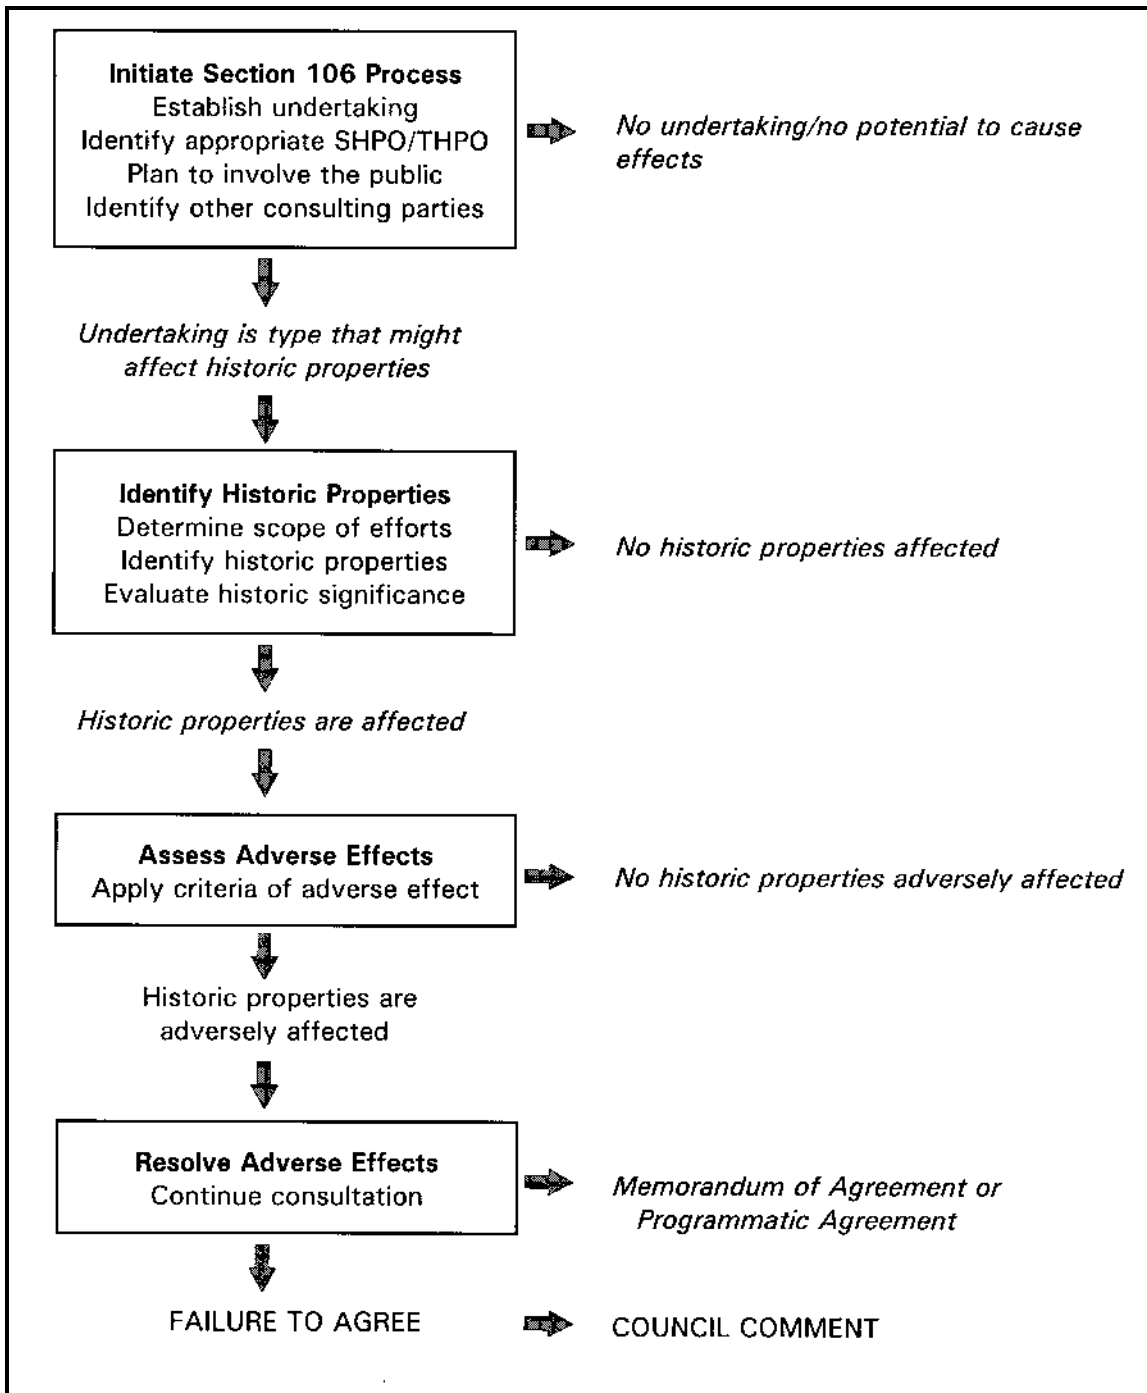 Initiate Section 106 Process
Establish undertaking
Identify appropriate SHPO/THPO
Plan to involve the public
Identify other consulting parties
No undertaking/no potential to cause
effects
Undertaking is type that might
affect historic properties
Identify Historic Properties
Determine scope of efforts
Identify historic properties
Evaluate historic significance
No historic properties affected
Historic properties are affected
Assess Adverse Effects
Apply criteria of adverse effect
No historic properties adversely affected
Historic properties are
adversely affected
Resolve Adverse Effects
Continue consultation
Memorandum of Agreement or
Programmatic Agreement
FAILURE TO AGREE
COUNCIL COMMENT